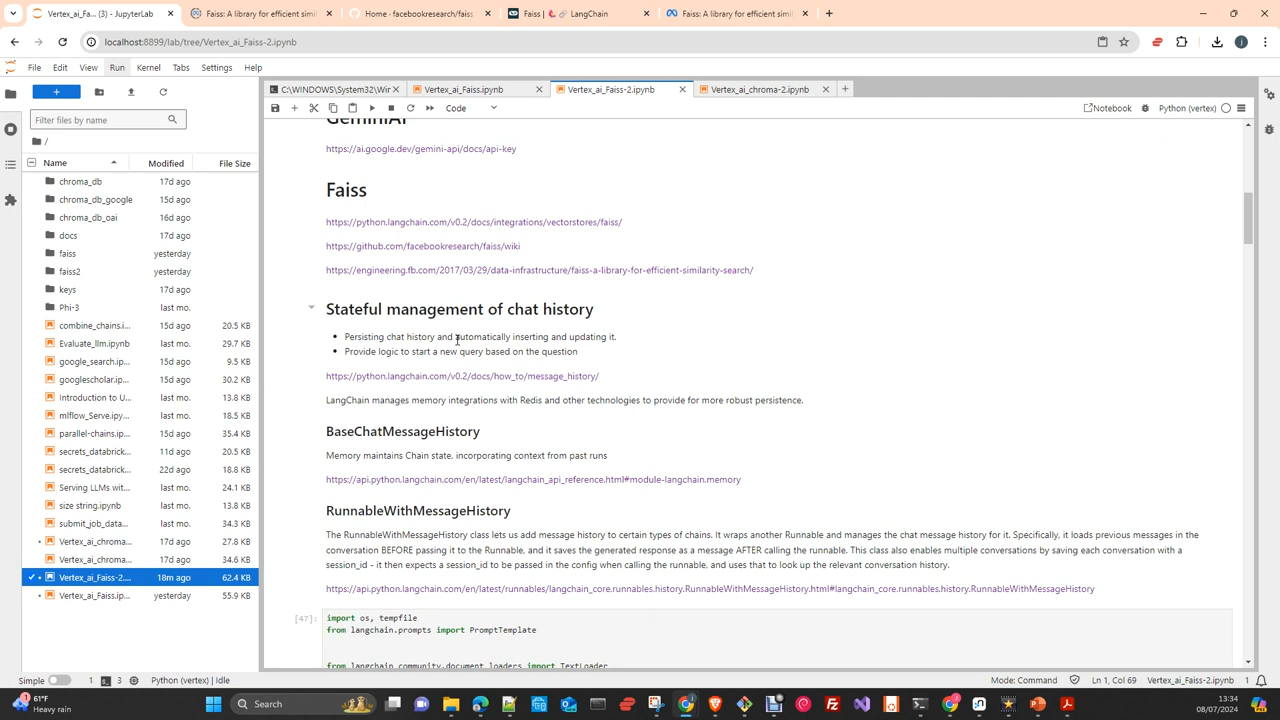 Vertex_ai_Fa... (3) - JupyterLab
Faiss: A library for efficient simil
Home · facebookresearch/faiss
Faiss | 🦜️🔗 LangChain
Faiss: A library for efficient simil
localhost:8899/lab/tree/Vertex_ai_Faiss-2.ipynb
File Edit View Run Kernel Tabs Settings Help
C:\WINDOWS\System32\Wir
Vertex_ai_Faiss.ipynb
Vertex_ai_Faiss-2.ipynb
Vertex_ai_chroma-2.ipynb
Code
Notebook
Python (vertex)
Filter files by name
/
Name Modified File Size
chroma_db 17d ago
chroma_db_google 15d ago
chroma_db_oai 16d ago
docs 17d ago
faiss yesterday
faiss2 yesterday
keys 17d ago
Phi-3 last mo.
combine_chains.i... 15d ago 20.5 KB
Evaluate_llm.ipynb last mo. 29.7 KB
google_search.ip... 15d ago 9.5 KB
googlescholar.ip... 15d ago 30.2 KB
Introduction to U... last mo. 13.8 KB
mlflow_Serve.ipy... last mo. 18.5 KB
parallel-chains.ip... 15d ago 35.4 KB
secrets_databrick... 11d ago 20.5 KB
secrets_databrick... 22d ago 18.8 KB
Serving LLMs wit... last mo. 24.1 KB
size string.ipynb last mo. 13.8 KB
submit_job_data... last mo. 34.3 KB
Vertex_ai_chroma... 17d ago 27.8 KB
Vertex_ai_chroma... 17d ago 34.6 KB
Vertex_ai_Faiss-2.... 18m ago 62.4 KB
Vertex_ai_Faiss.ip... yesterday 55.9 KB
GeminiAI
https://ai.google.dev/gemini-api/docs/api-key
Faiss
https://python.langchain.com/v0.2/docs/integrations/vectorstores/faiss/
https://github.com/facebookresearch/faiss/wiki
https://engineering.fb.com/2017/03/29/data-infrastructure/faiss-a-library-for-efficient-similarity-search/
Stateful management of chat history
• Persisting chat history and automatically inserting and updating it.
• Provide logic to start a new query based on the question
https://python.langchain.com/v0.2/docs/how_to/message_history/
LangChain manages memory integrations with Redis and other technologies to provide for more robust persistence.
BaseChatMessageHistory
Memory maintains Chain state, incorporating context from past runs
https://api.python.langchain.com/en/latest/langchain_api_reference.html#module-langchain.memory
RunnableWithMessageHistory
The RunnableWithMessageHistory class lets us add message history to certain types of chains. It wraps another Runnable and manages the chat message history for it. Specifically, it loads previous messages in the
conversation BEFORE passing it to the Runnable, and it saves the generated response as a message AFTER calling the runnable. This class also enables multiple conversations by saving each conversation with a
session_id - it then expects a session_id to be passed in the config when calling the runnable, and uses that to look up the relevant conversation history.
https://api.python.langchain.com/en/latest/runnables/langchain_core.runnables.history.RunnableWithMessageHistory.html#langchain_core.runnables.history.RunnableWithMessageHistory
[47]:
import os, tempfile
from langchain.prompts import PromptTemplate
from langchain_community.document_loaders import TextLoader
Simple 1 3 Python (vertex) | Idle
Mode: Command Ln 1, Col 69 Vertex_ai_Faiss-2.ipynb 1
61°F
Heavy rain
Search
13:34
08/07/2024